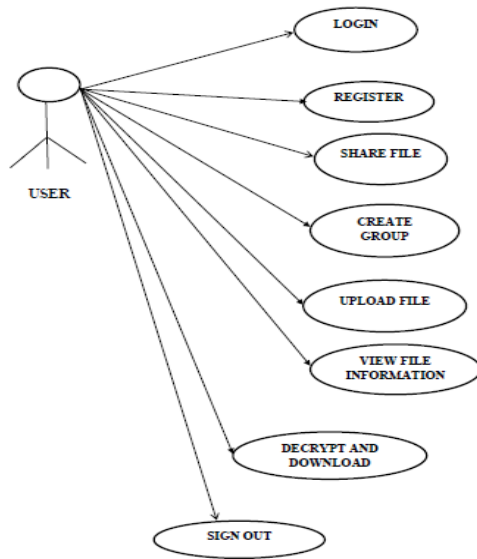 LOGIN
REGISTER
SHARE FILE
USER
CREATE
GROUP
UPLOAD FILE
VIEW FILE
INFORMATION
DECRYPT AND
DOWNLOAD
SIGN OUT